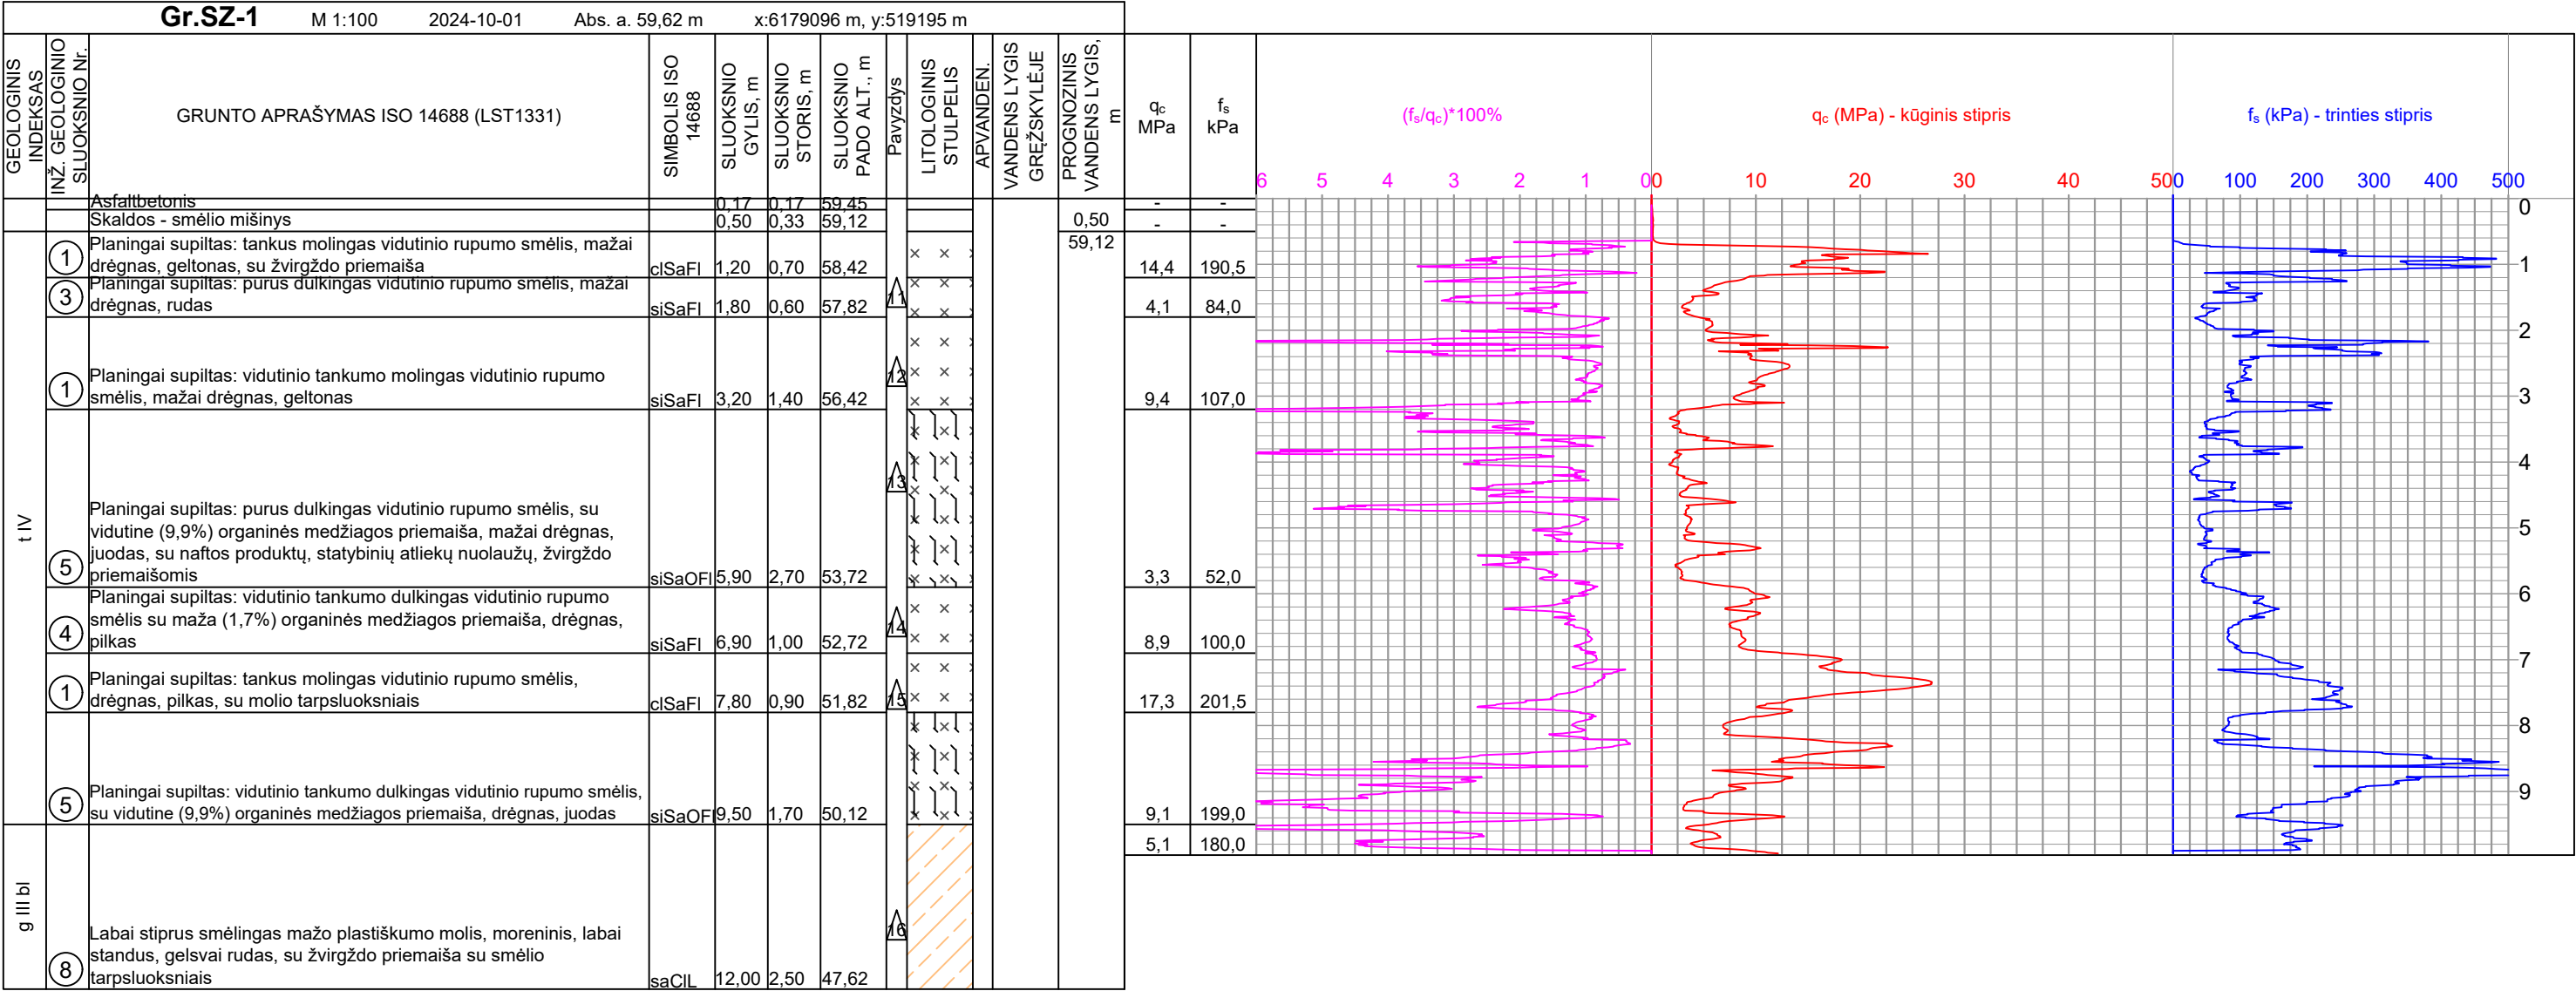 Gr.SZ-1 M 1:100 2024-10-01 Abs. a. 59,62 m x:6179096 m, y:519195 m
GEOLOGINIS
INDEKSAS
INŽ. GEOLOGINIO
SLUOKSNIO Nr.
GRUNTO APRAŠYMAS ISO 14688 (LST1331)
SIMBOLIS ISO
14688
SLUOKSNIO
GYLIS, m
SLUOKSNIO
STORIS, m
SLUOKSNIO
PADO ALT., m
Pavyzdys
LITOLOGINIS
STULPELIS
APVANDEN.
VANDENS LYGIS
GRĘŽSKYLĖJE
PROGNOZINIS
VANDENS LYGIS,
m
qc
MPa
fs
kPa
(fs/qc)*100%
qc (MPa) - kūginis stipris
fs (kPa) - trinties stipris
6 5 4 3 2 1 0
0 10 20 30 40 50
0 100 200 300 400 500
Asfaltbetonis 0,17 0,17 59,45 - -
Skaldos - smėlio mišinys 0,50 0,33 59,12 0,50 - -
59,12
t IV
1
Planingai supiltas: tankus molingas vidutinio rupumo smėlis, mažai
drėgnas, geltonas, su žvirgždo priemaiša
clSaFl 1,20 0,70 58,42 14,4 190,5
3
Planingai supiltas: purus dulkingas vidutinio rupumo smėlis, mažai
drėgnas, rudas
siSaFl 1,80 0,60 57,82 11 4,1 84,0
1
Planingai supiltas: vidutinio tankumo molingas vidutinio rupumo
smėlis, mažai drėgnas, geltonas
siSaFl 3,20 1,40 56,42 12 9,4 107,0
5
Planingai supiltas: purus dulkingas vidutinio rupumo smėlis, su
vidutine (9,9%) organinės medžiagos priemaiša, mažai drėgnas,
juodas, su naftos produktų, statybinių atliekų nuolaužų, žvirgždo
priemaišomis
siSaOFl 5,90 2,70 53,72 13 3,3 52,0
4
Planingai supiltas: vidutinio tankumo dulkingas vidutinio rupumo
smėlis su maža (1,7%) organinės medžiagos priemaiša, drėgnas,
pilkas
siSaFl 6,90 1,00 52,72 14 8,9 100,0
1
Planingai supiltas: tankus molingas vidutinio rupumo smėlis,
drėgnas, pilkas, su molio tarpsluoksniais
clSaFl 7,80 0,90 51,82 15 17,3 201,5
5
Planingai supiltas: vidutinio tankumo dulkingas vidutinio rupumo smėlis,
su vidutine (9,9%) organinės medžiagos priemaiša, drėgnas, juodas
siSaOFl 9,50 1,70 50,12 9,1 199,0
5,1 180,0
g III bl
8
Labai stiprus smėlingas mažo plastiškumo molis, moreninis, labai
standus, gelsvai rudas, su žvirgždo priemaiša su smėlio
tarpsluoksniais
saClL 12,00 2,50 47,62 16
0
1
2
3
4
5
6
7
8
9